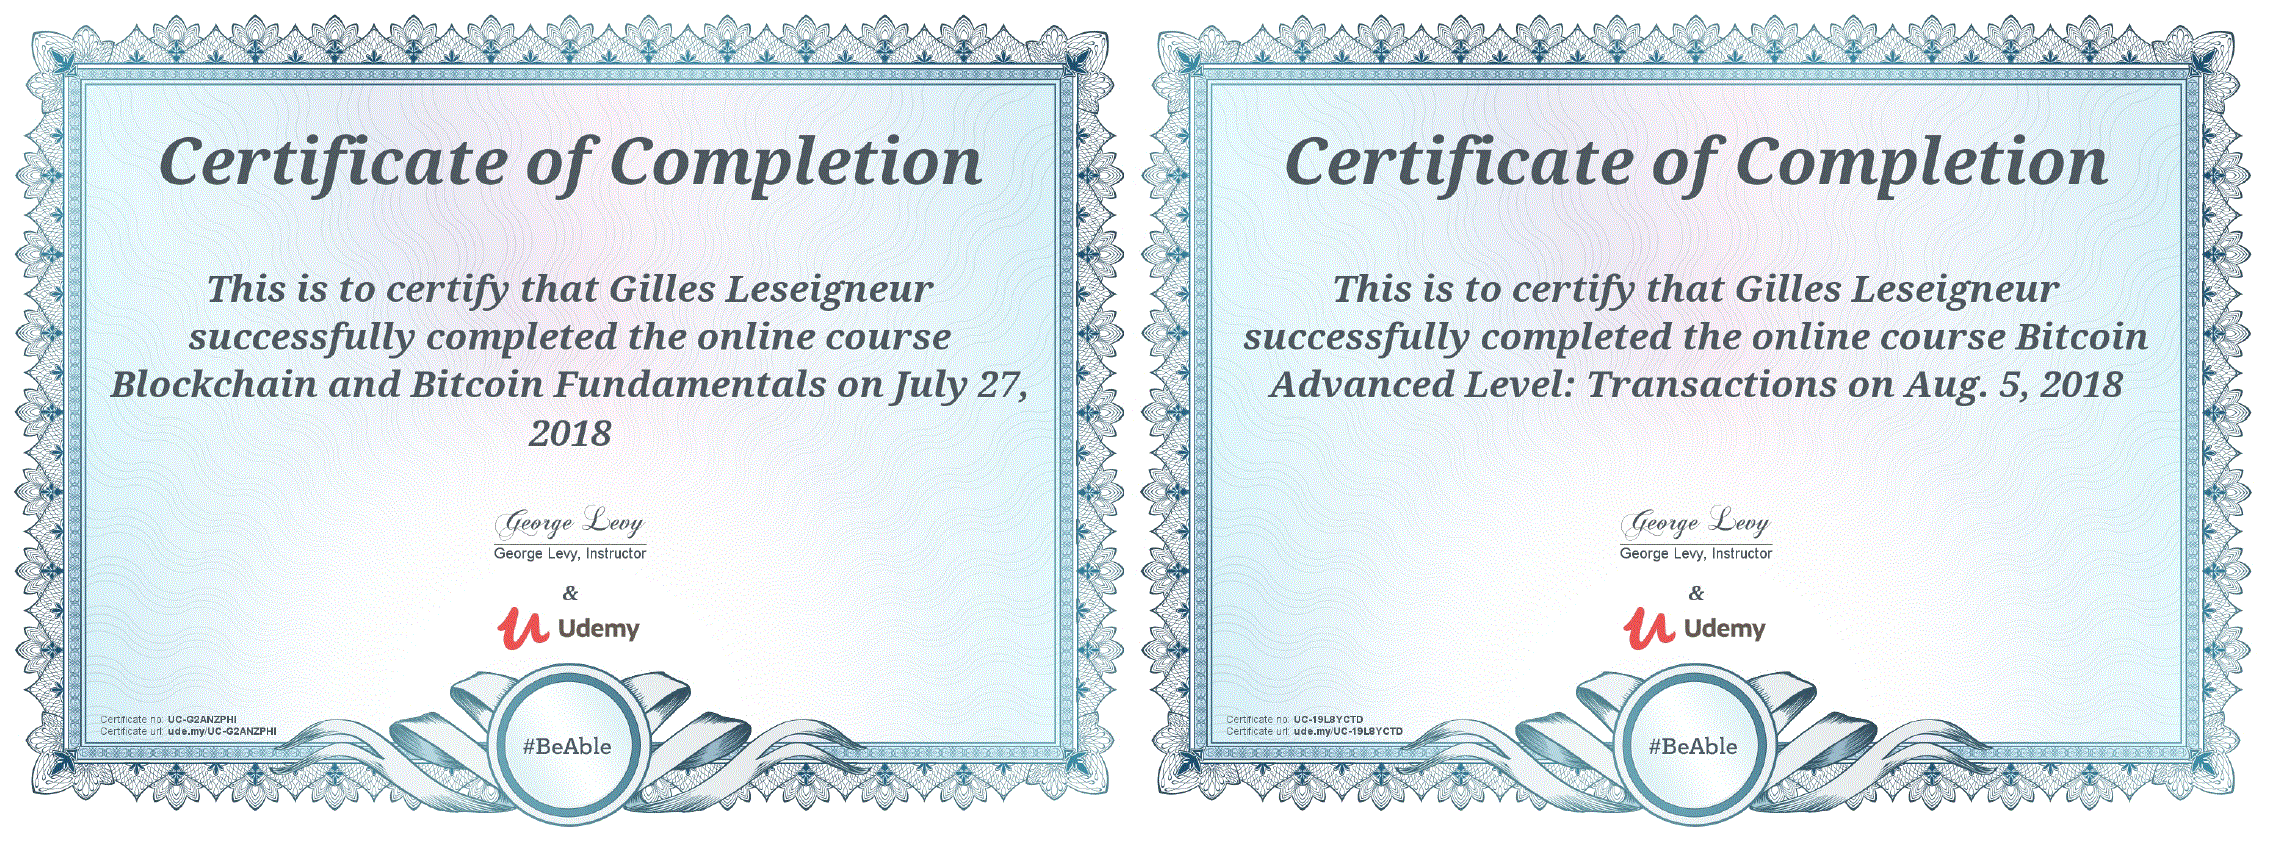 Certificate of Completion
This is to certify that Gilles Leseigneur
successfully completed the online course
Blockchain and Bitcoin Fundamentals on July 27,
2018
George Levy
George Levy, Instructor
&
Udemy
#BeAble
Certificate no: UC-G2ANZPHI
Certificate url: ude.my/UC-G2ANZPHI
Certificate of Completion
This is to certify that Gilles Leseigneur
successfully completed the online course Bitcoin
Advanced Level: Transactions on Aug. 5, 2018
George Levy
George Levy, Instructor
&
Udemy
#BeAble
Certificate no: UC-19L8YCTD
Certificate url: ude.my/UC-19L8YCTD